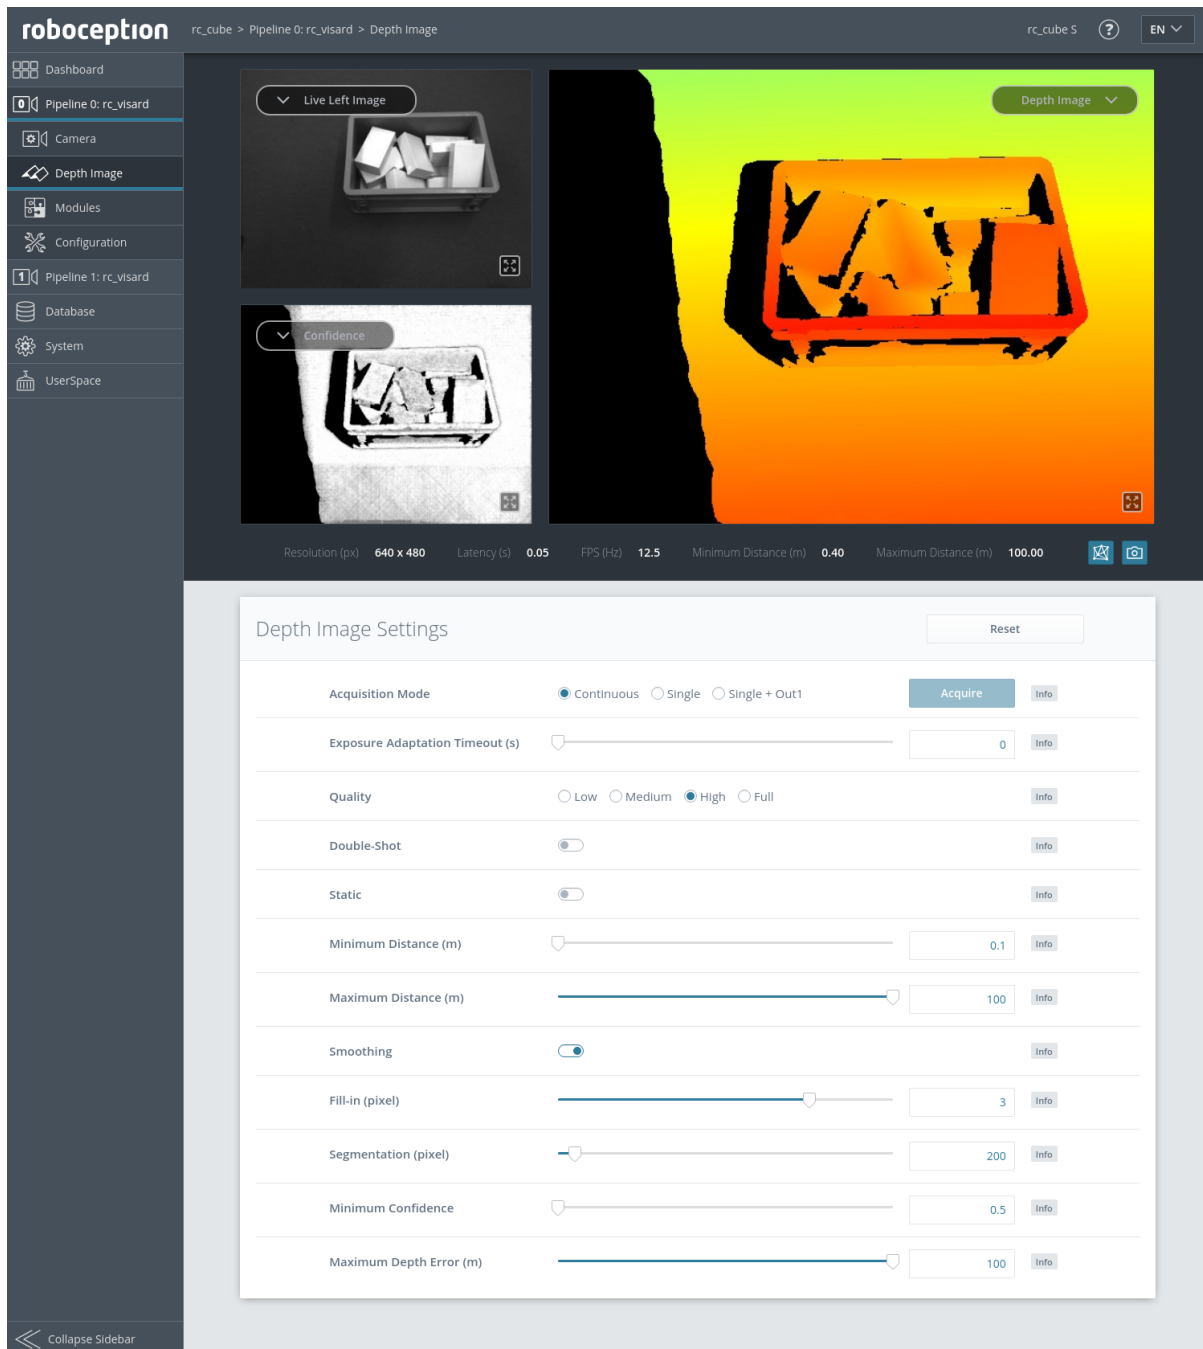 roboception
rc_cube > Pipeline 0: rc_visard > Depth Image
rc_cube S
?
EN
Dashboard
0 Pipeline 0: rc_visard
Camera
Depth Image
Modules
Configuration
1 Pipeline 1: rc_visard
Database
System
UserSpace
Live Left Image
Confidence
Depth Image
Resolution (px) 640 x 480 Latency (s) 0.05 FPS (Hz) 12.5 Minimum Distance (m) 0.40 Maximum Distance (m) 100.00
Depth Image Settings Reset
Acquisition Mode Continuous Single Single + Out1 Acquire Info
Exposure Adaptation Timeout (s) 0 Info
Quality Low Medium High Full Info
Double-Shot Info
Static Info
Minimum Distance (m) 0.1 Info
Maximum Distance (m) 100 Info
Smoothing Info
Fill-in (pixel) 3 Info
Segmentation (pixel) 200 Info
Minimum Confidence 0.5 Info
Maximum Depth Error (m) 100 Info
Collapse Sidebar